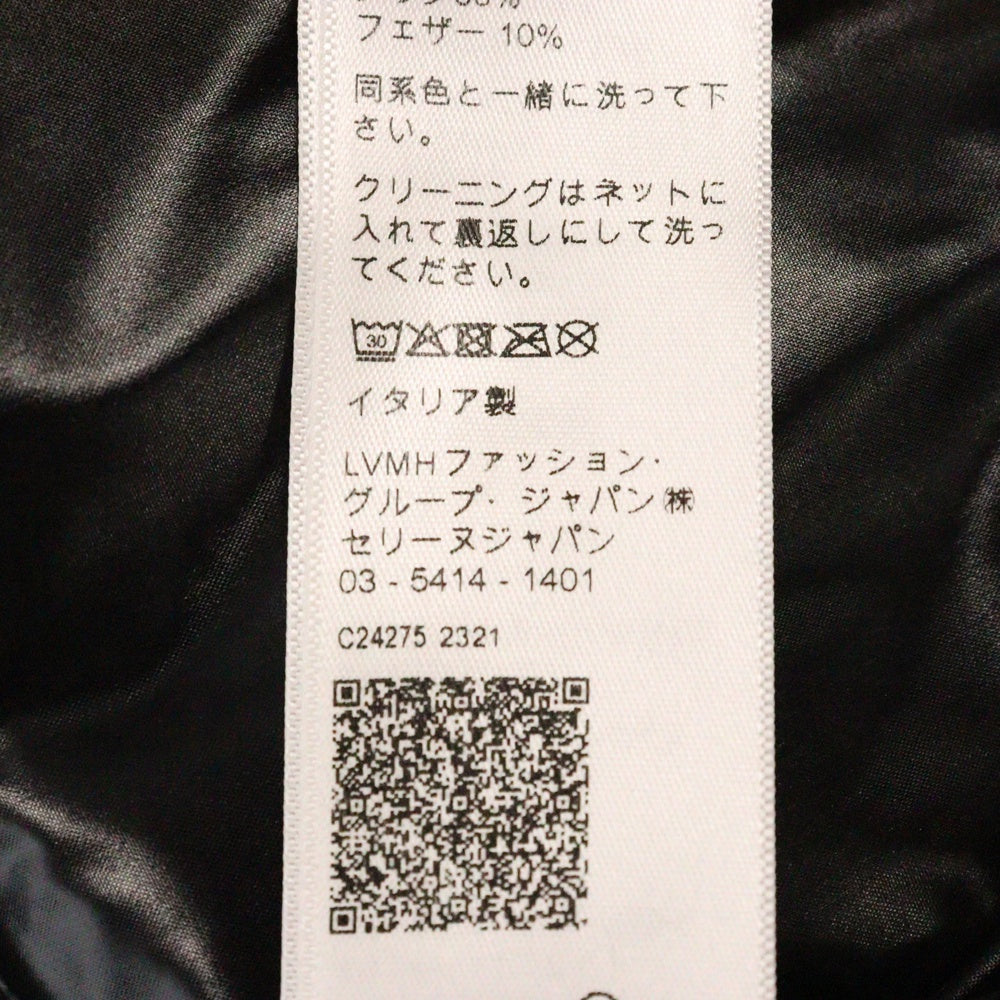 フェザー 10%
同系色と一緒に洗って下
さい。
クリーニングはネットに
入れて裏返しにして洗っ
てください。
30
イタリア製
LVMHファッション・
グループ・ジャパン㈱
セリーヌジャパン
03 - 5414 - 1401
C24275 2321